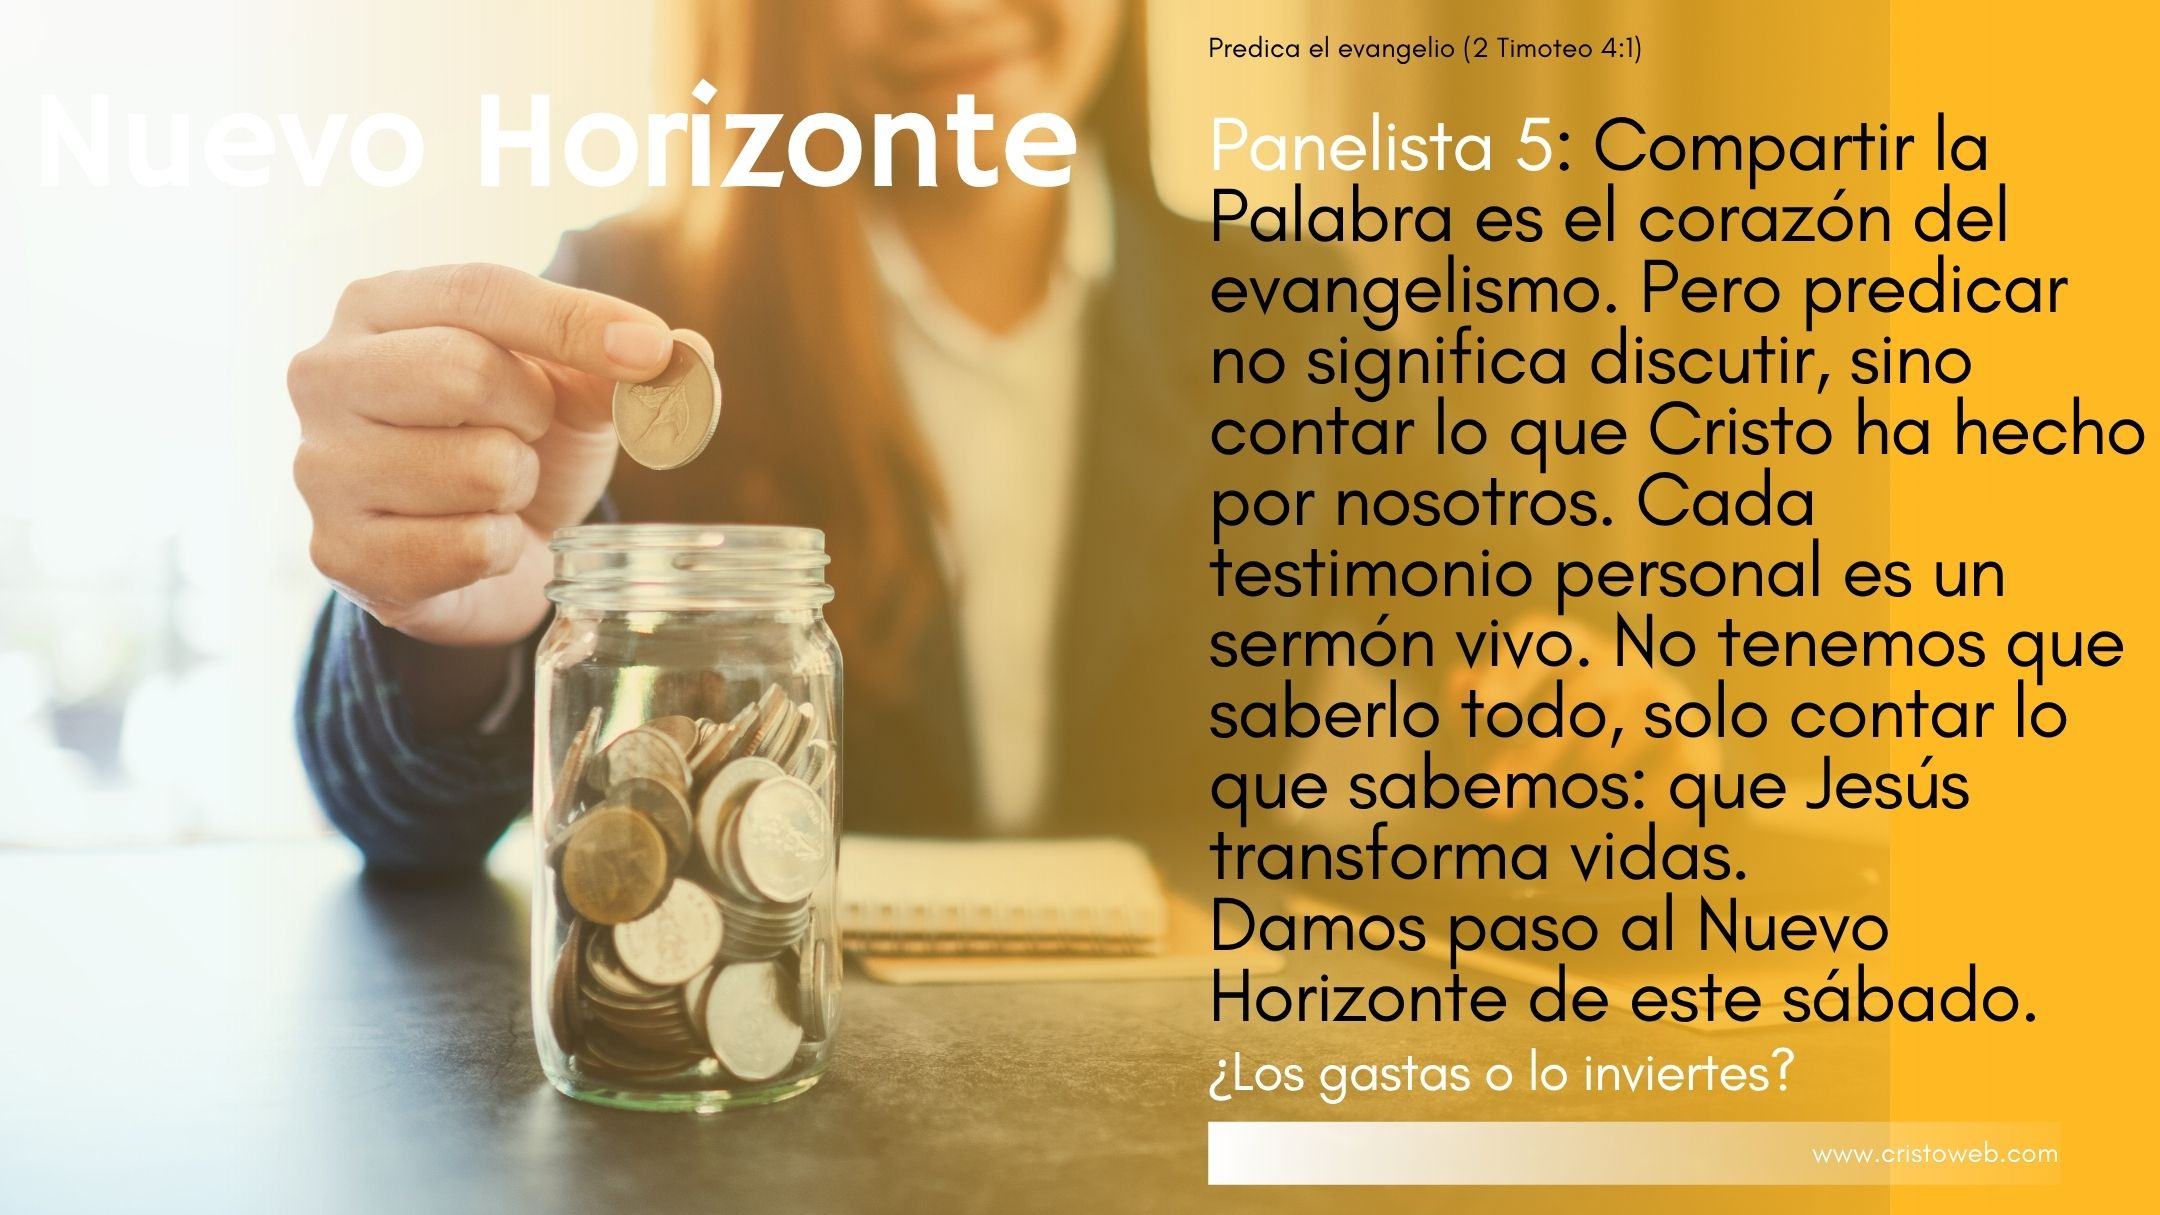 Nuevo Horizonte
Predica el evangelio (2 Timoteo 4:1)
Panelista 5: Compartir la
Palabra es el corazón del
evangelismo. Pero predicar
no significa discutir, sino
contar lo que Cristo ha hecho
por nosotros. Cada
testimonio personal es un
sermón vivo. No tenemos que
saberlo todo, solo contar lo
que sabemos: que Jesús
transforma vidas.
Damos paso al Nuevo
Horizonte de este sábado.
¿Los gastas o lo inviertes?
www.cristoweb.com